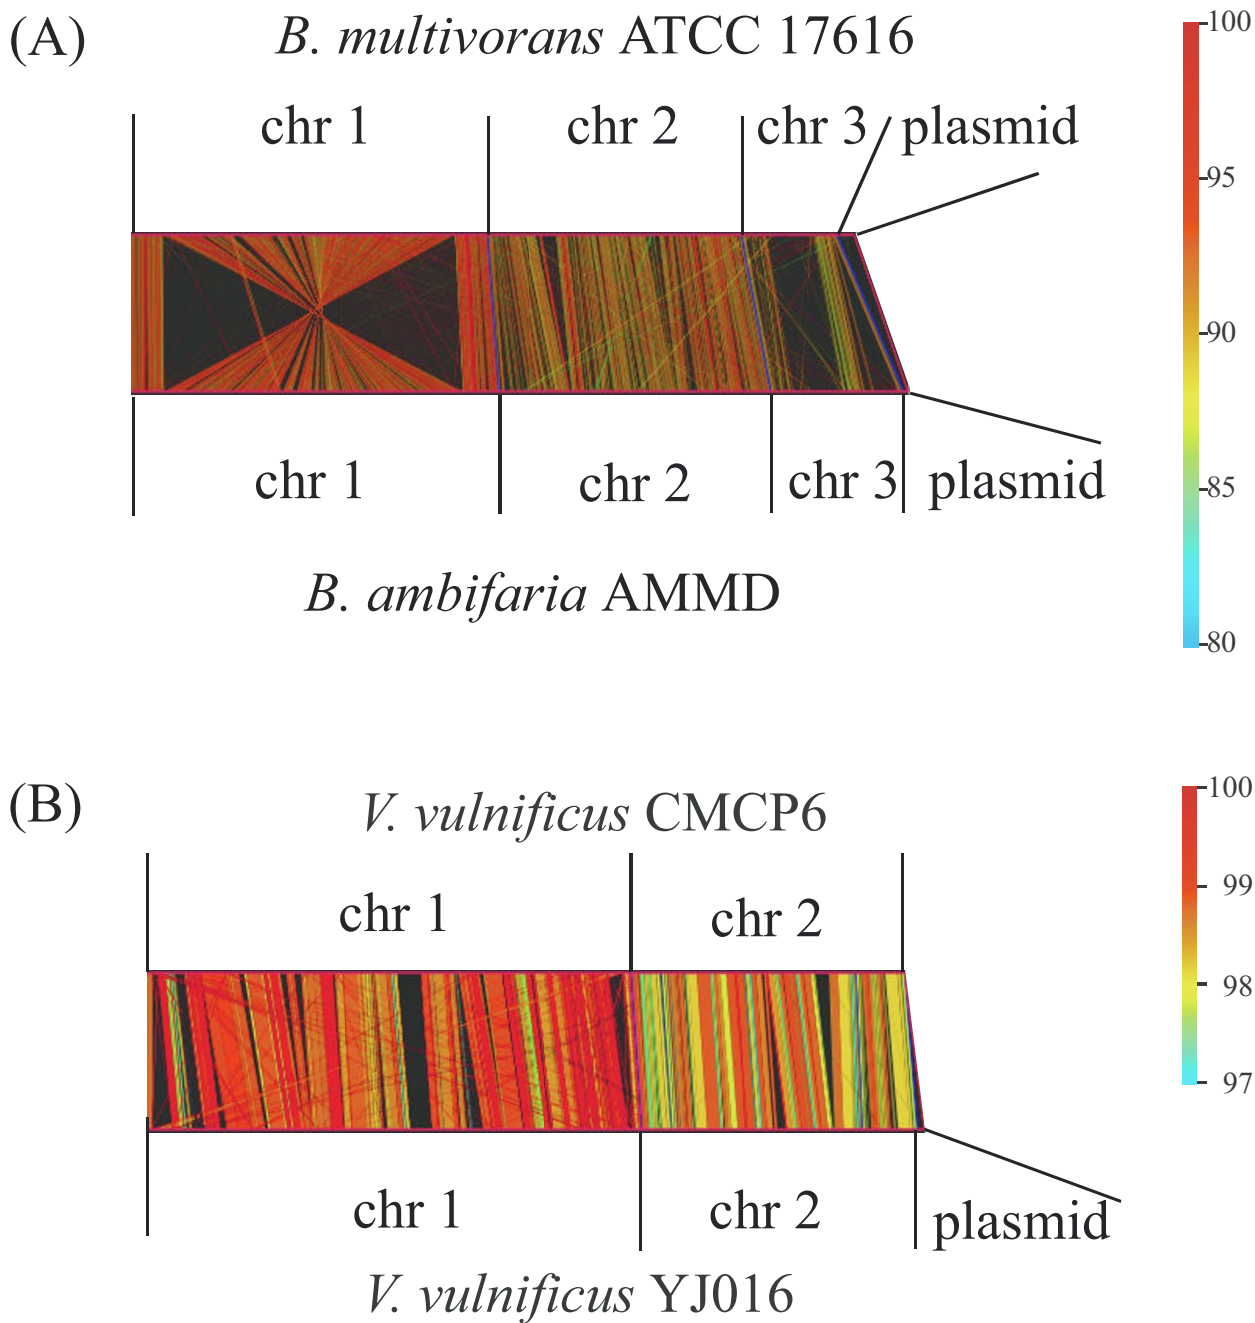 (A)
B. multivorans ATCC 17616
chr 1
chr 2
chr 3
plasmid
chr 1
chr 2
chr 3
plasmid
B. ambifaria AMMD
100
95
90
85
80
(B)
V. vulnificus CMCP6
chr 1
chr 2
chr 1
chr 2
plasmid
V. vulnificus YJ016
100
99
98
97